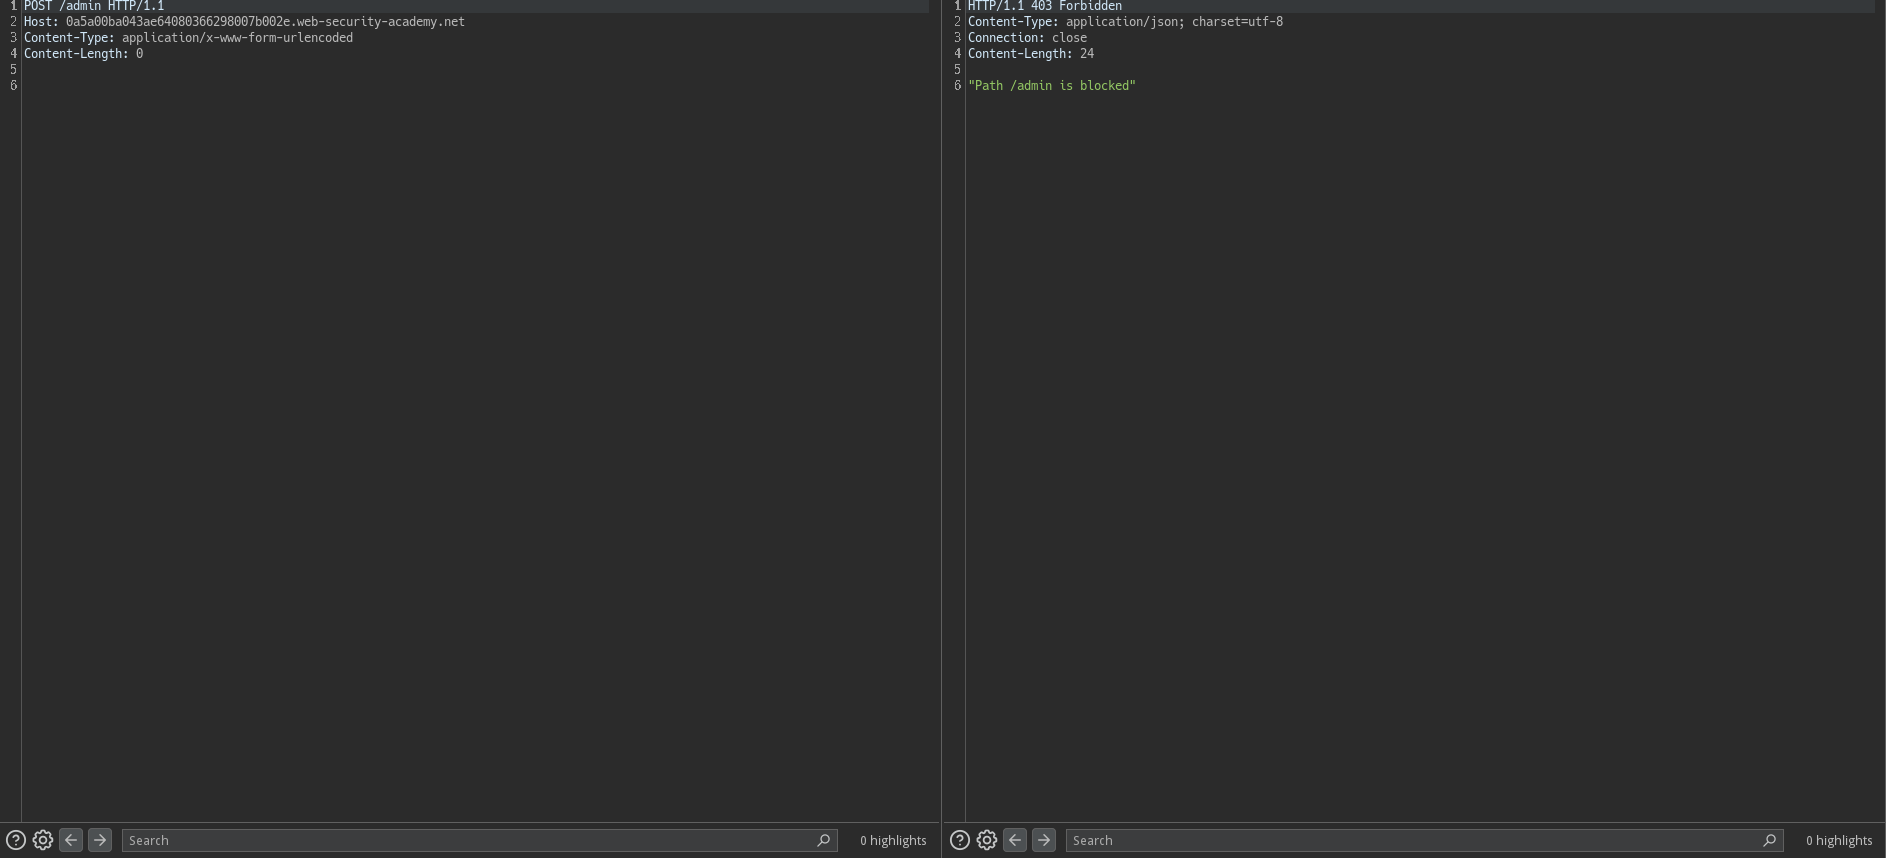 1 POST /admin HTTP/1.1
2 Host: 0a5a00ba043ae64080366298007b002e.web-security-academy.net
3 Content-Type: application/x-www-form-urlencoded
4 Content-Length: 0
5
6
Search
0 highlights
1 HTTP/1.1 403 Forbidden
2 Content-Type: application/json; charset=utf-8
3 Connection: close
4 Content-Length: 24
5
6 "Path /admin is blocked"
Search
0 highlights